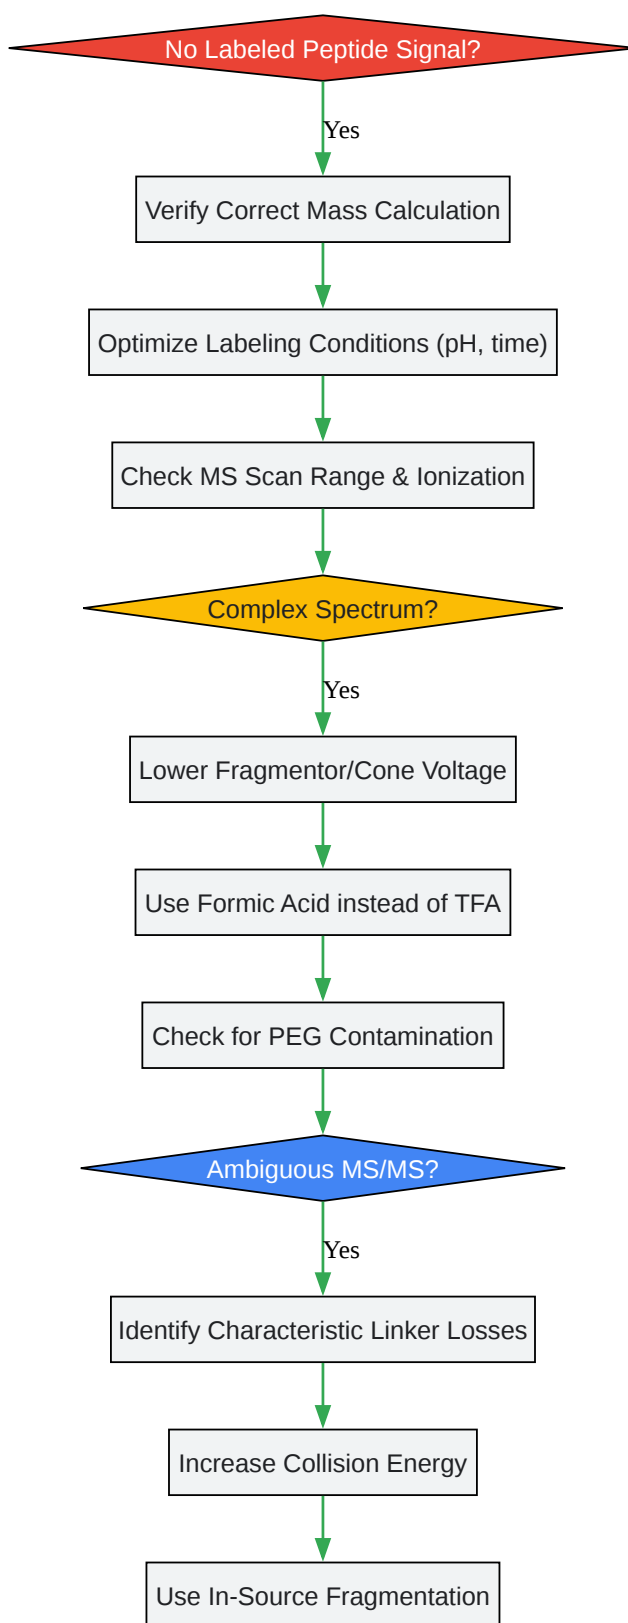 No Labeled Peptide Signal?
Yes
Verify Correct Mass Calculation
Optimize Labeling Conditions (pH, time)
Check MS Scan Range & Ionization
Complex Spectrum?
Yes
Lower Fragmentor/Cone Voltage
Use Formic Acid instead of TFA
Check for PEG Contamination
Ambiguous MS/MS?
Yes
Identify Characteristic Linker Losses
Increase Collision Energy
Use In-Source Fragmentation